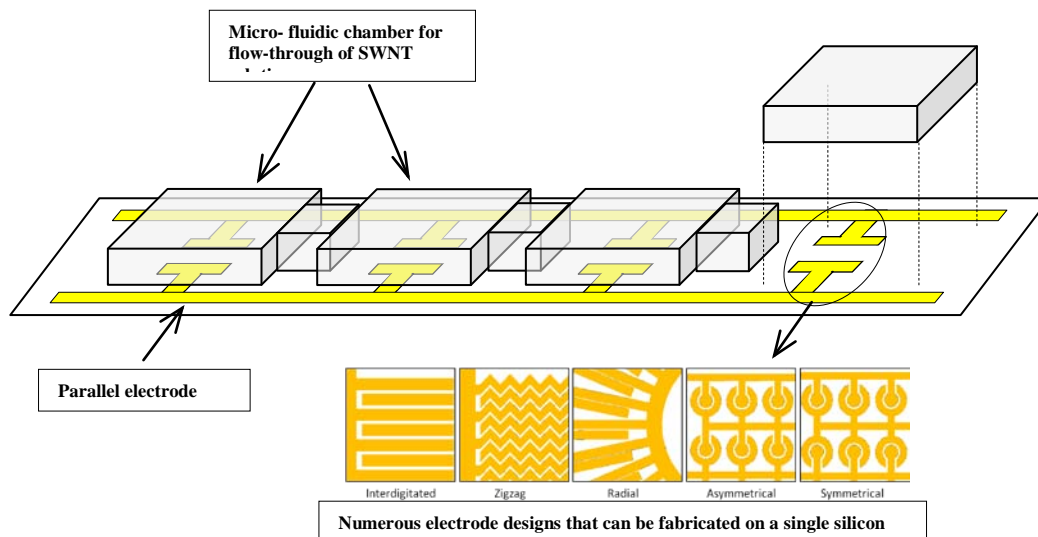 Micro- fluidic chamber for
flow-through of SWNT
Parallel electrode
Interdigitated
Zigzag
Radial
Asymmetrical
Symmetrical
Numerous electrode designs that can be fabricated on a single silicon